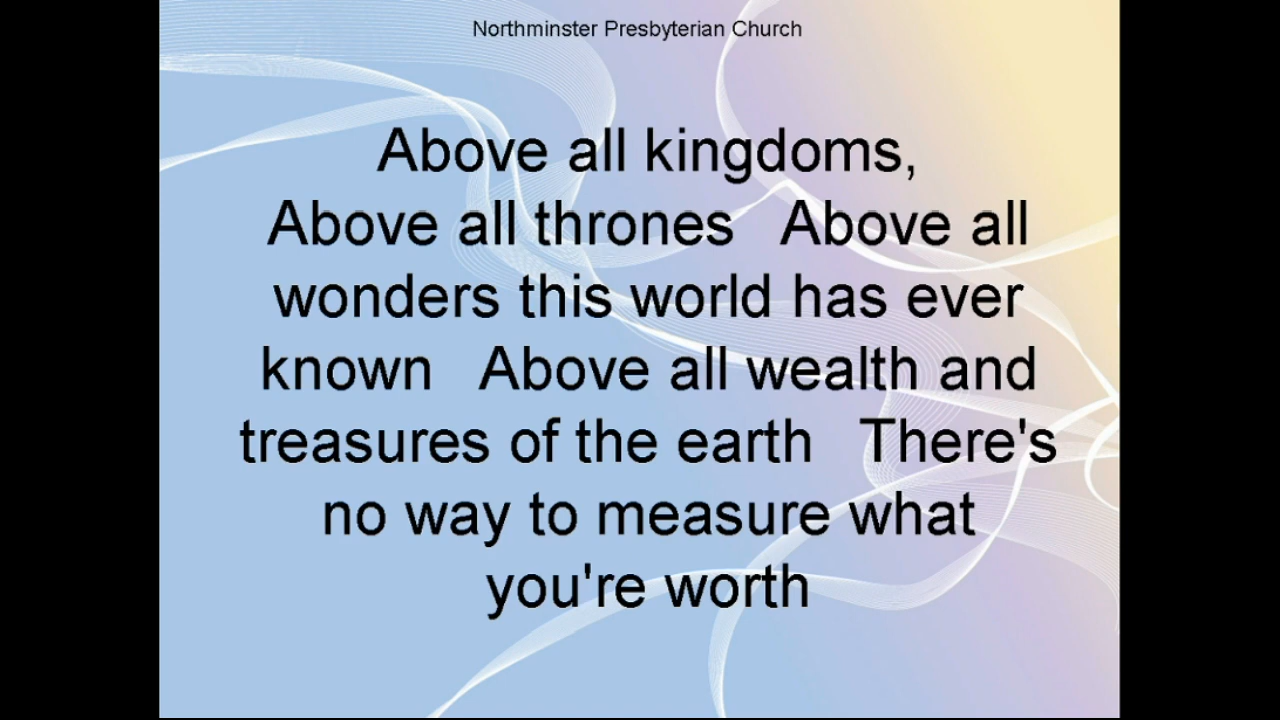 Northminster Presbyterian Church
Above all kingdoms,
Above all thrones   Above all
wonders this world has ever
known   Above all wealth and
treasures of the earth   There's
no way to measure what
you're worth